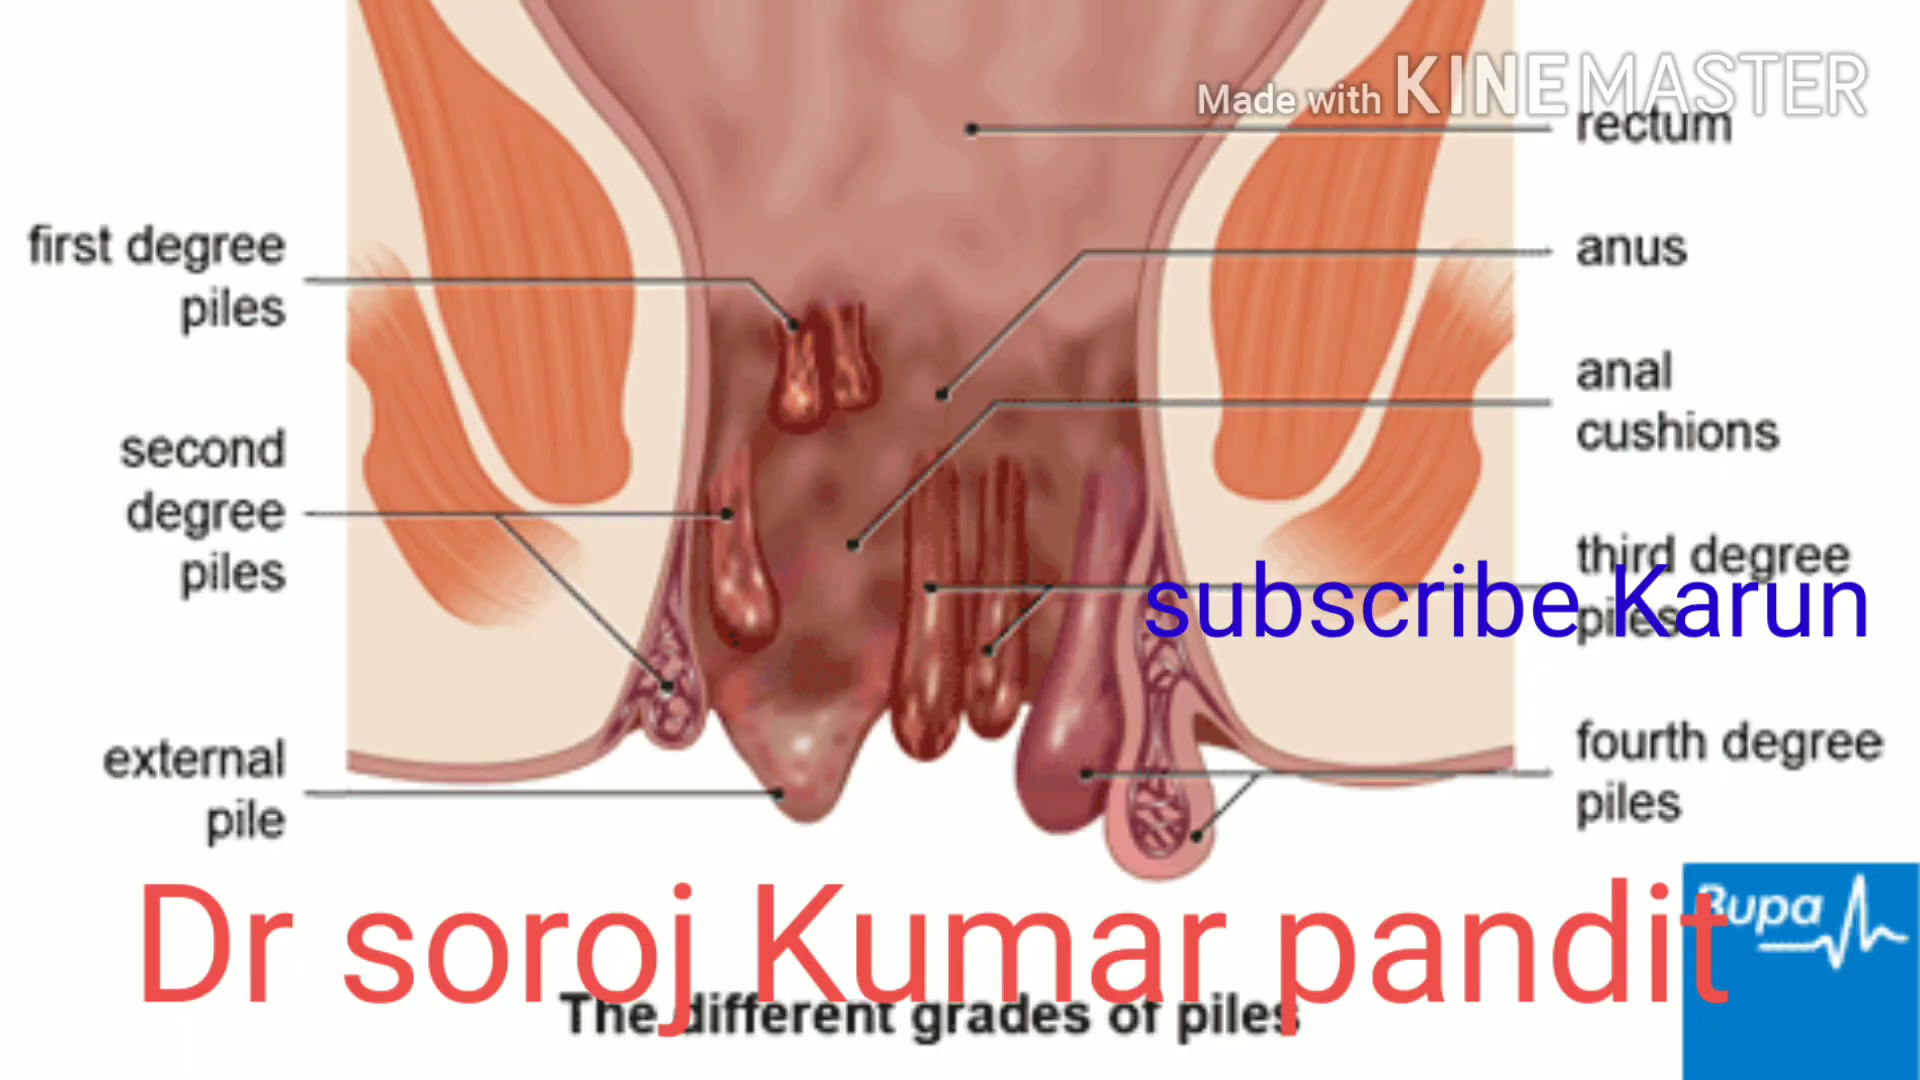 Made with KINEMASTER
rectum
first degree
piles
anus
anal
cushions
second
degree
piles
third degree
piles
subscribe Karun
external
pile
fourth degree
piles
Bupa
Dr soroj Kumar pandit
The different grades of piles